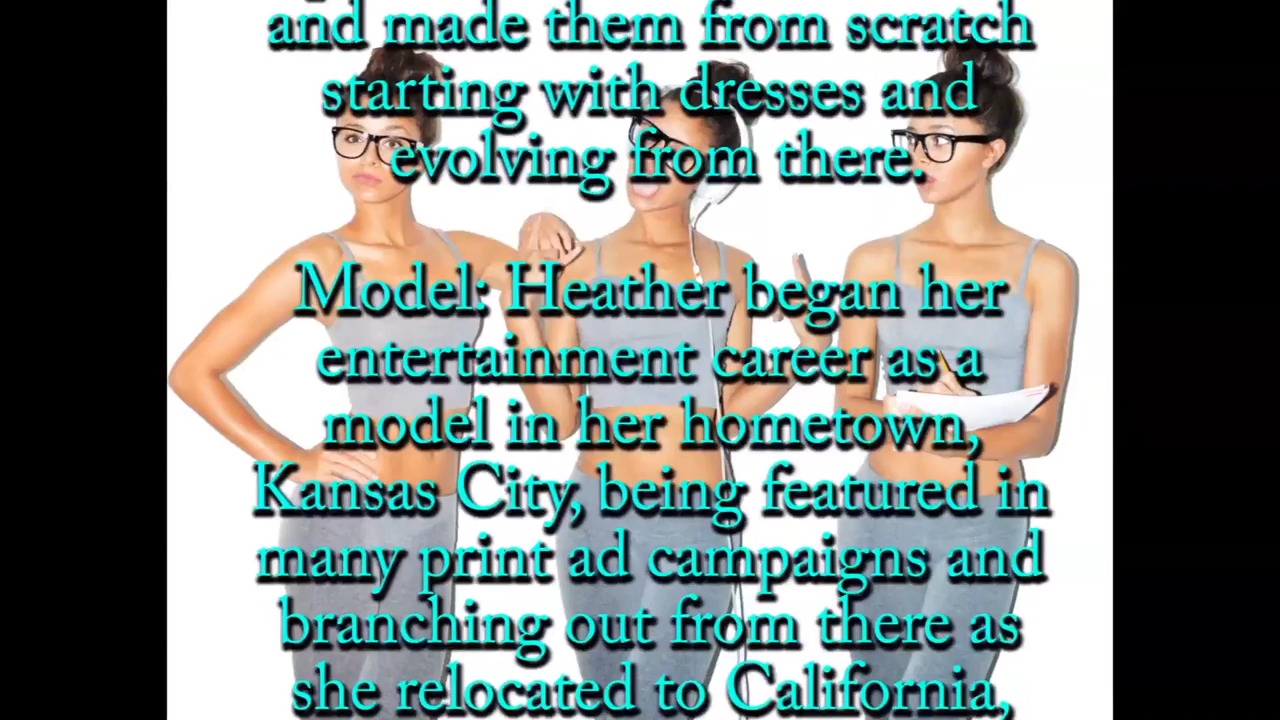 and made them from scratch
starting with dresses and
evolving from there.
Model: Heather began her
entertainment career as a
model in her hometown,
Kansas City, being featured in
many print ad campaigns and
branching out from there as
she relocated to California,